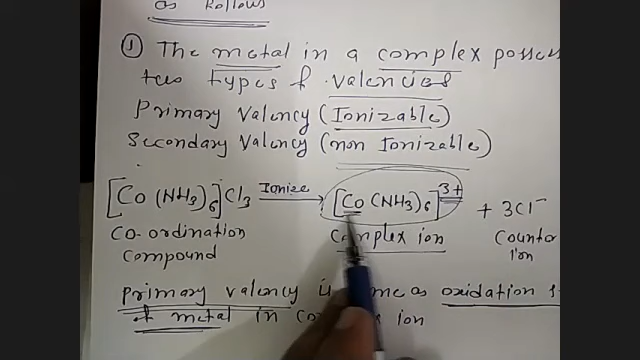 as follows
① The metal in a complex
two types of valencies
Primary Valency (Ionizable)
Secondary Valency (non Ionizable)
[Co (NH3)6]Cl3 Ionize → [Co (NH3)6]3+ + 3Cl-
Co-ordination Complex ion Countor
Compound Ion
Primary valency is same as oxidation
of metal in ion